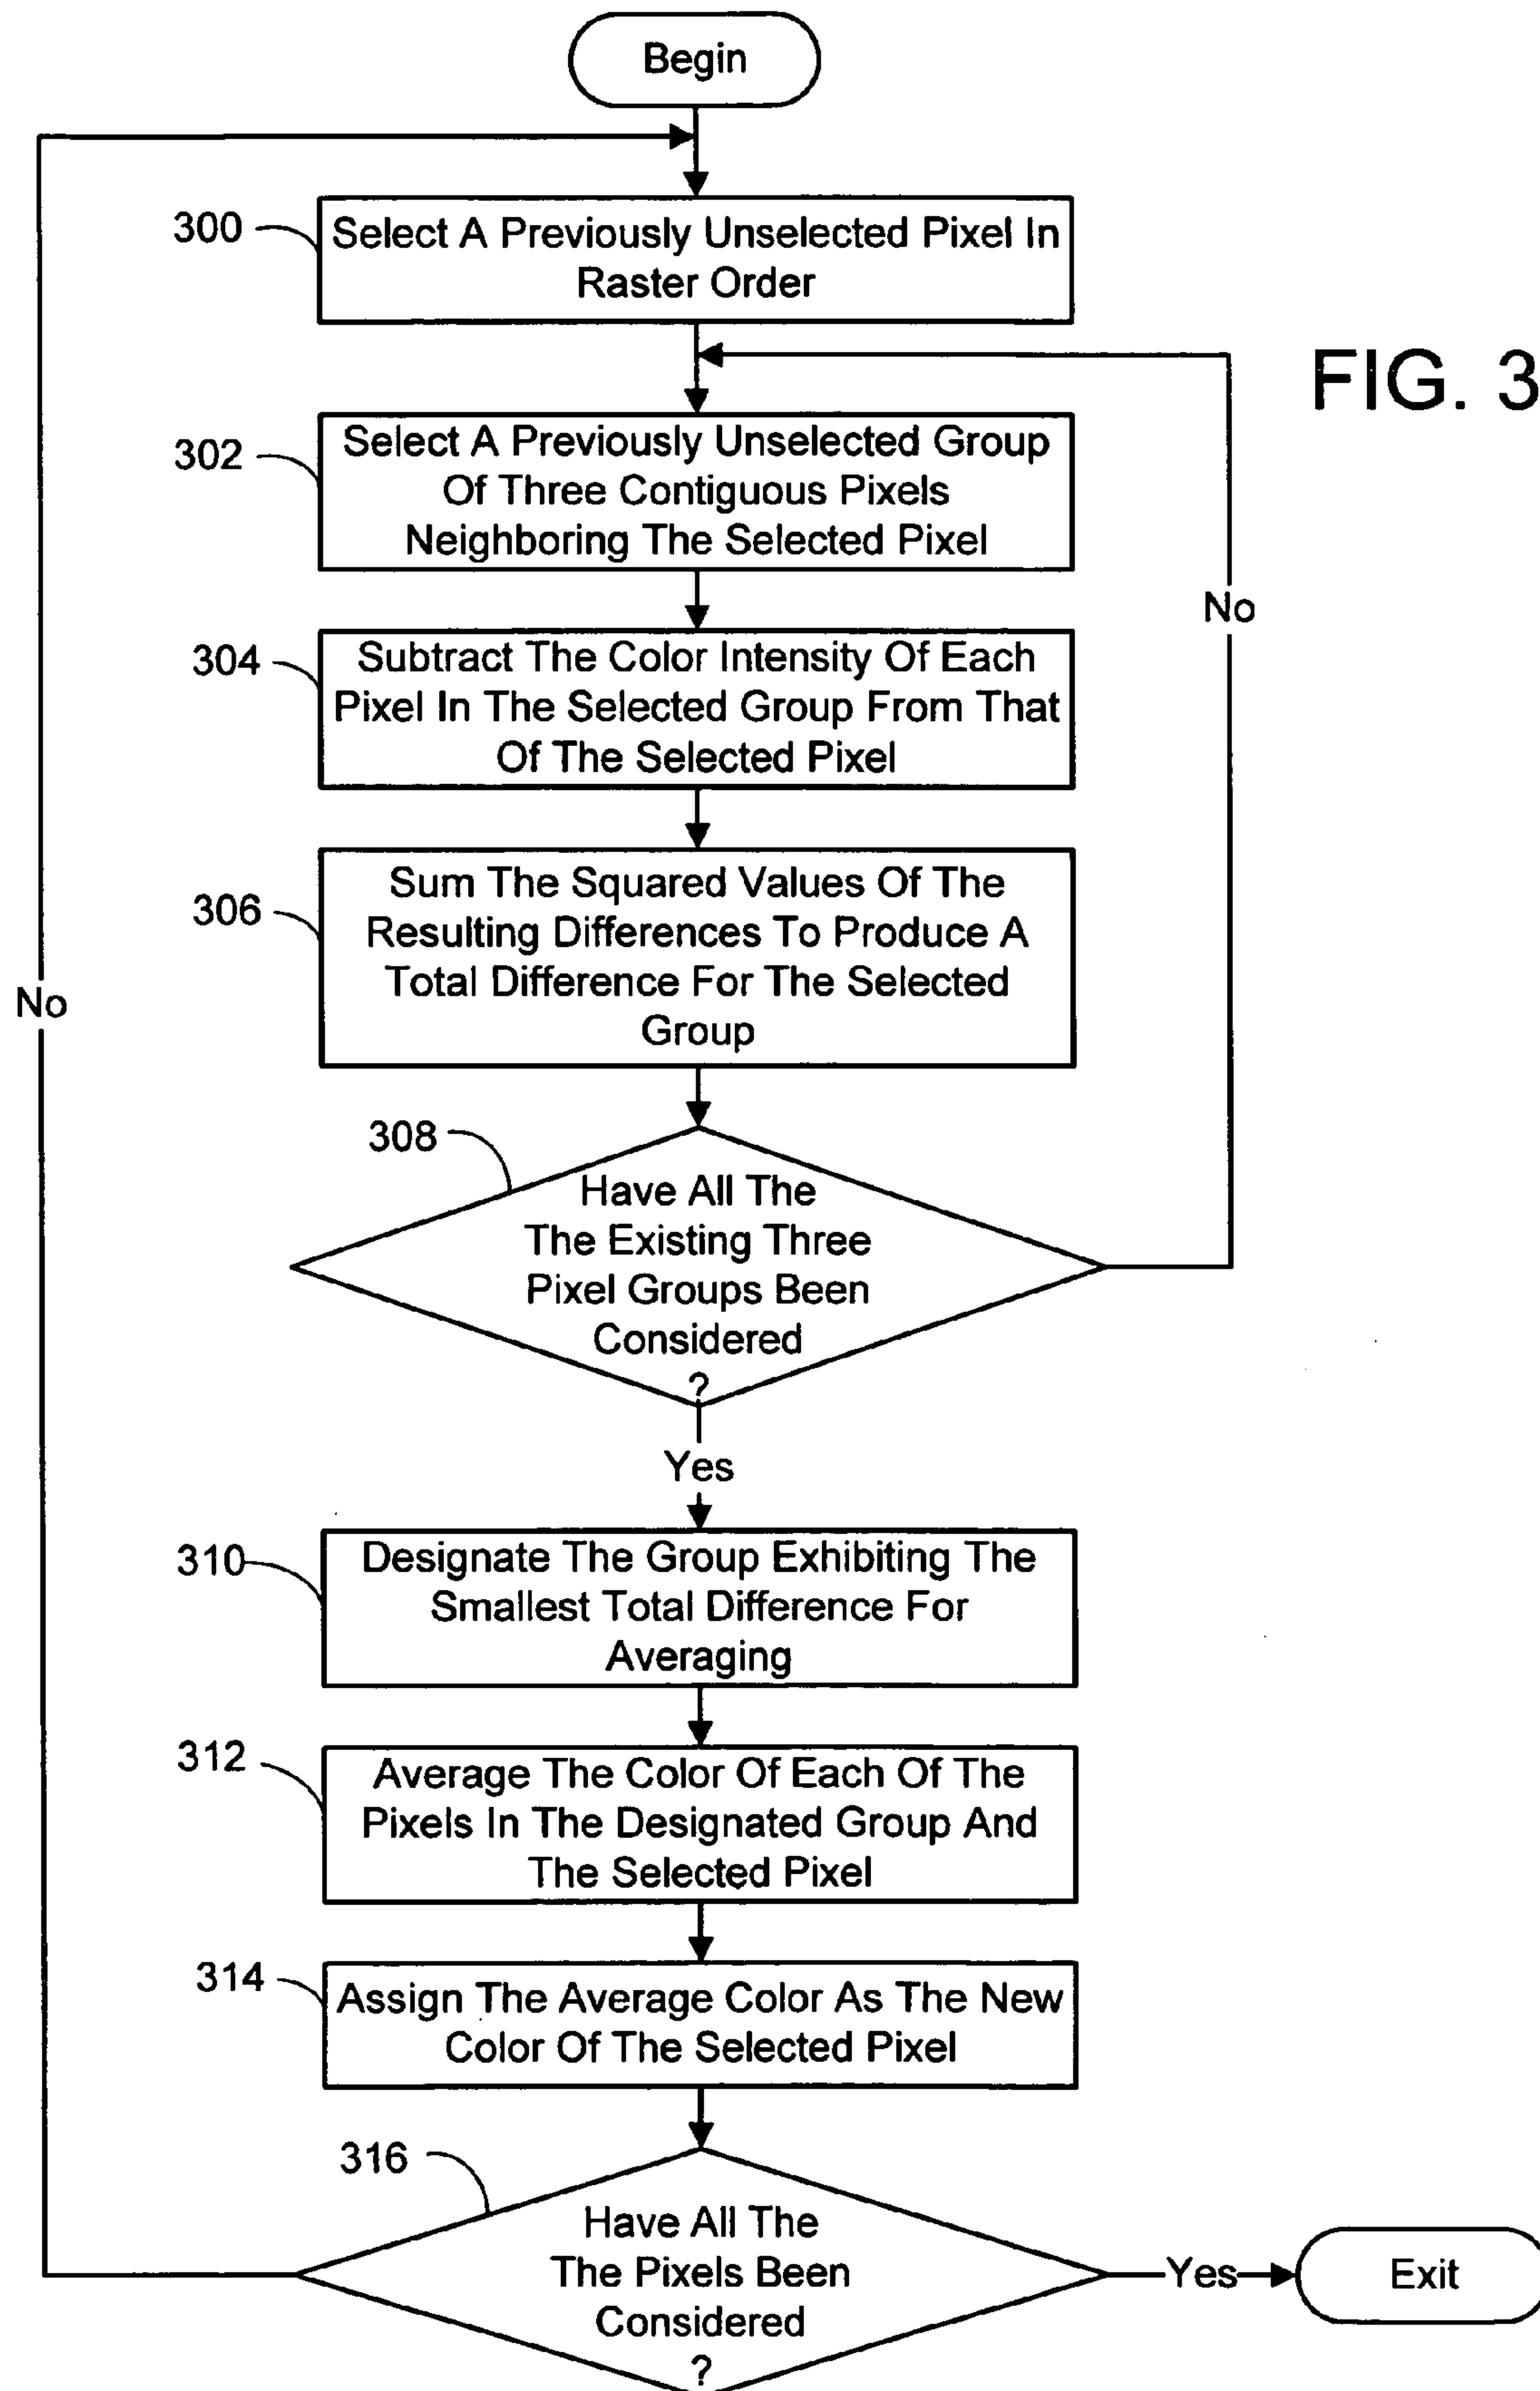 Begin
300
Select A Previously Unselected Pixel In
Raster Order
FIG. 3
302
Select A Previously Unselected Group
Of Three Contiguous Pixels
Neighboring The Selected Pixel
No
304
Subtract The Color Intensity Of Each
Pixel In The Selected Group From That
Of The Selected Pixel
306
Sum The Squared Values Of The
Resulting Differences To Produce A
Total Difference For The Selected
Group
No
308
Have All The
The Existing Three
Pixel Groups Been
Considered
?
Yes
310
Designate The Group Exhibiting The
Smallest Total Difference For
Averaging
312
Average The Color Of Each Of The
Pixels In The Designated Group And
The Selected Pixel
314
Assign The Average Color As The New
Color Of The Selected Pixel
316
Have All The
The Pixels Been
Considered
?
Yes
Exit